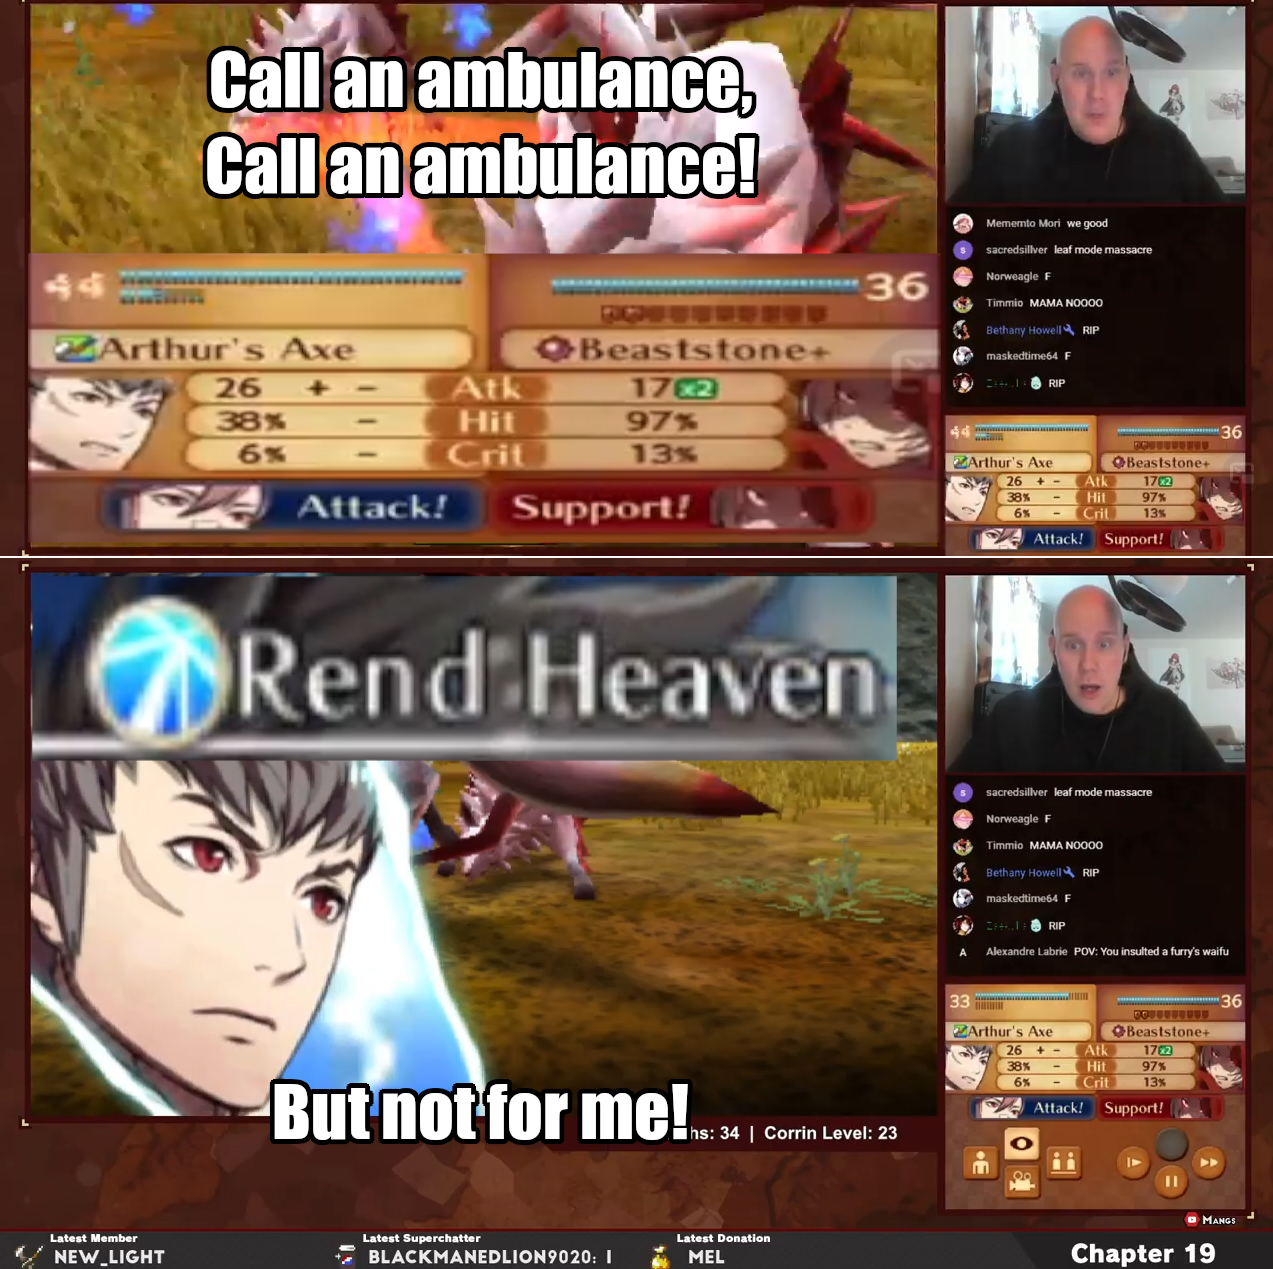 Call an ambulance,
Call an ambulance!
44
36
Arthur's Axe
Beaststone+
26 + - Atk 17 x2
38% - Hit 97%
6% - Crit 13%
Attack! Support!
Mememto Mori we good
sacredsillver leaf mode massacre
Norweagle F
Timmio MAMA NOOOO
Bethany Howell RIP
maskedtime64 F
RIP
44 36
Arthur's Axe Beaststone+
26 + - Atk 17 x2
38% - Hit 97%
6% - Crit 13%
Attack! Support!
Rend Heaven
But not for me!
hs: 34 | Corrin Level: 23
sacredsillver leaf mode massacre
Norweagle F
Timmio MAMA NOOOO
Bethany Howell RIP
maskedtime64 F
RIP
A Alexandre Labrie POV: You insulted a furry's waifu
33 36
Arthur's Axe Beaststone+
26 + - Atk 17 x2
38% - Hit 97%
6% - Crit 13%
Attack! Support!
MANGS
Latest Member
NEW_LIGHT
Latest Superchatter
BLACKMANEDLION9020: 1
Latest Donation
MEL
Chapter 19